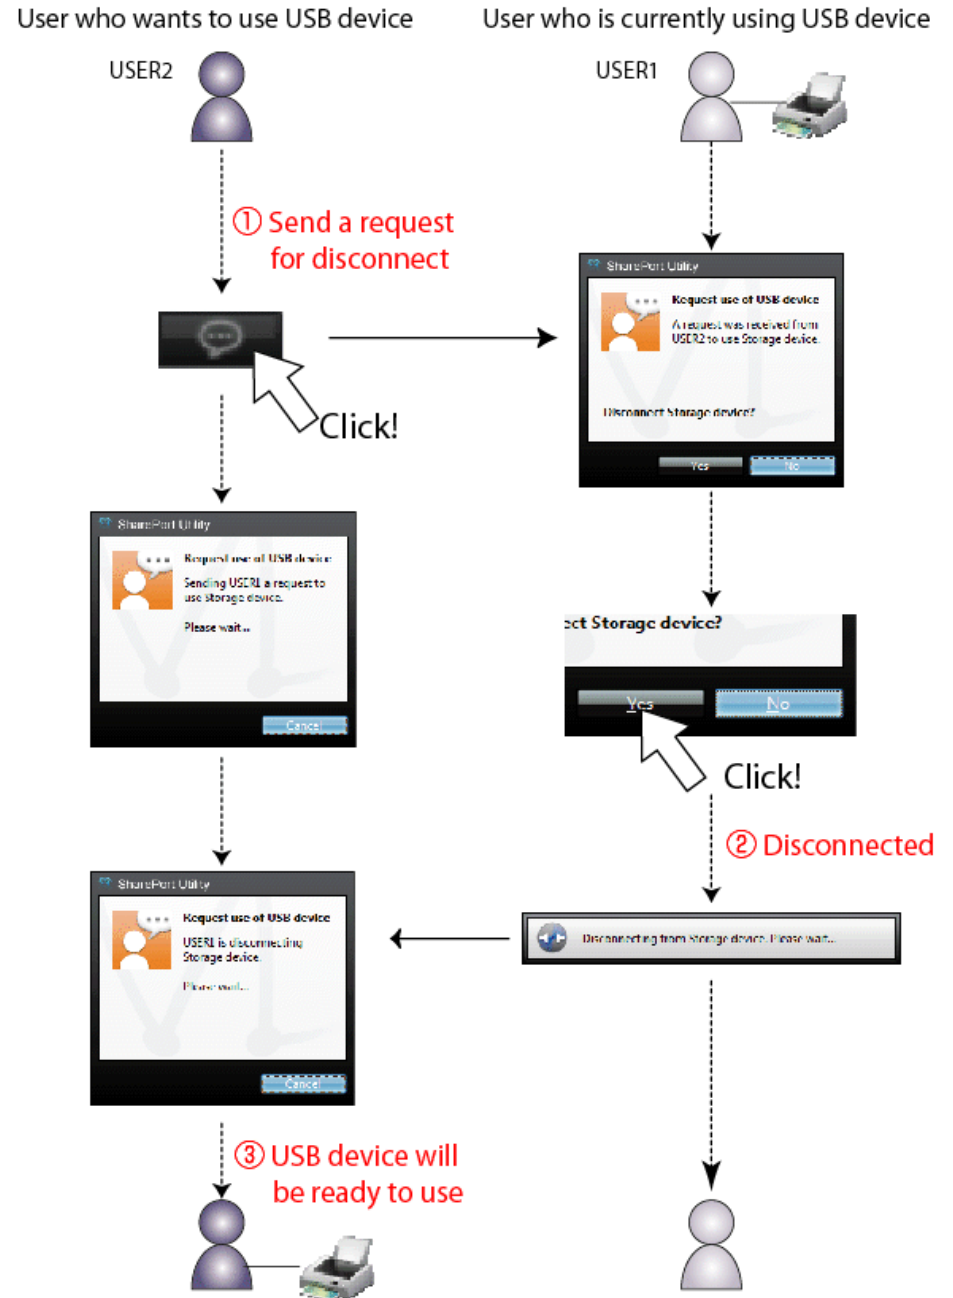 User who wants to use USB device
User who is currently using USB device
USER2
USER1
① Send a request
for disconnect
SharePort Utility
Request use of USB device
A request was received from
USER2 to use Storage device.
Disconnect Storage device?
Yes
No
Click!
SharePort Utility
Request use of USB device
Sending USER1 a request to
use Storage device.
Please wait...
Cancel
ect Storage device?
Yes
No
Click!
② Disconnected
SharePort Utility
Request use of USB device
USER1 is disconnecting
Storage device.
Please wait...
Cancel
Disconnecting from Storage device. Please wait...
③ USB device will
be ready to use